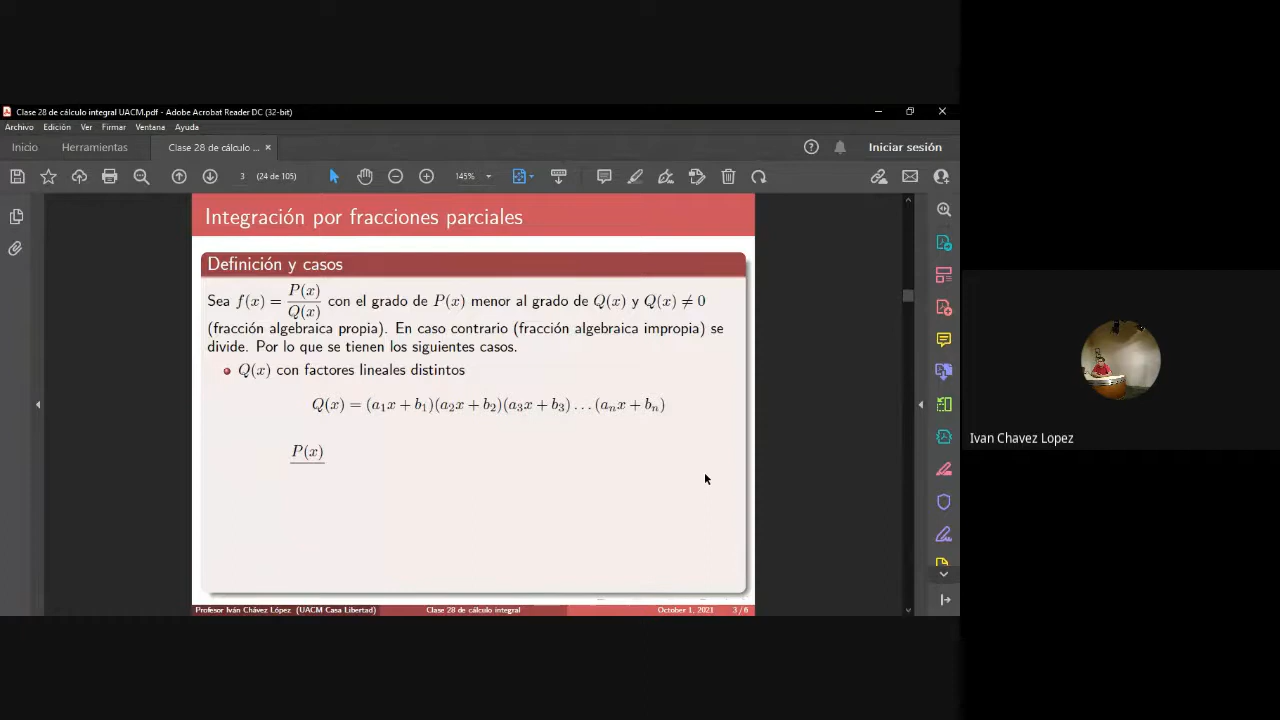 Clase 28 de cálculo integral UACM.pdf - Adobe Acrobat Reader DC (32-bit)
Archivo Edición Ver Firmar Ventana Ayuda
Inicio Herramientas Clase 28 de cálculo ... × Iniciar sesión
3 (24 de 105) 145%
Integración por fracciones parciales
Definición y casos
Sea f(x) = P(x)/Q(x) con el grado de P(x) menor al grado de Q(x) y Q(x) ≠ 0
(fracción algebraica propia). En caso contrario (fracción algebraica impropia) se
divide. Por lo que se tienen los siguientes casos.
Q(x) con factores lineales distintos
Q(x) = (a₁x + b₁)(a₂x + b₂)(a₃x + b₃) . . . (aₙx + bₙ)
P(x)
Profesor Iván Chávez López (UACM Casa Libertad) Clase 28 de cálculo integral October 1, 2021 3 / 6
Ivan Chavez Lopez